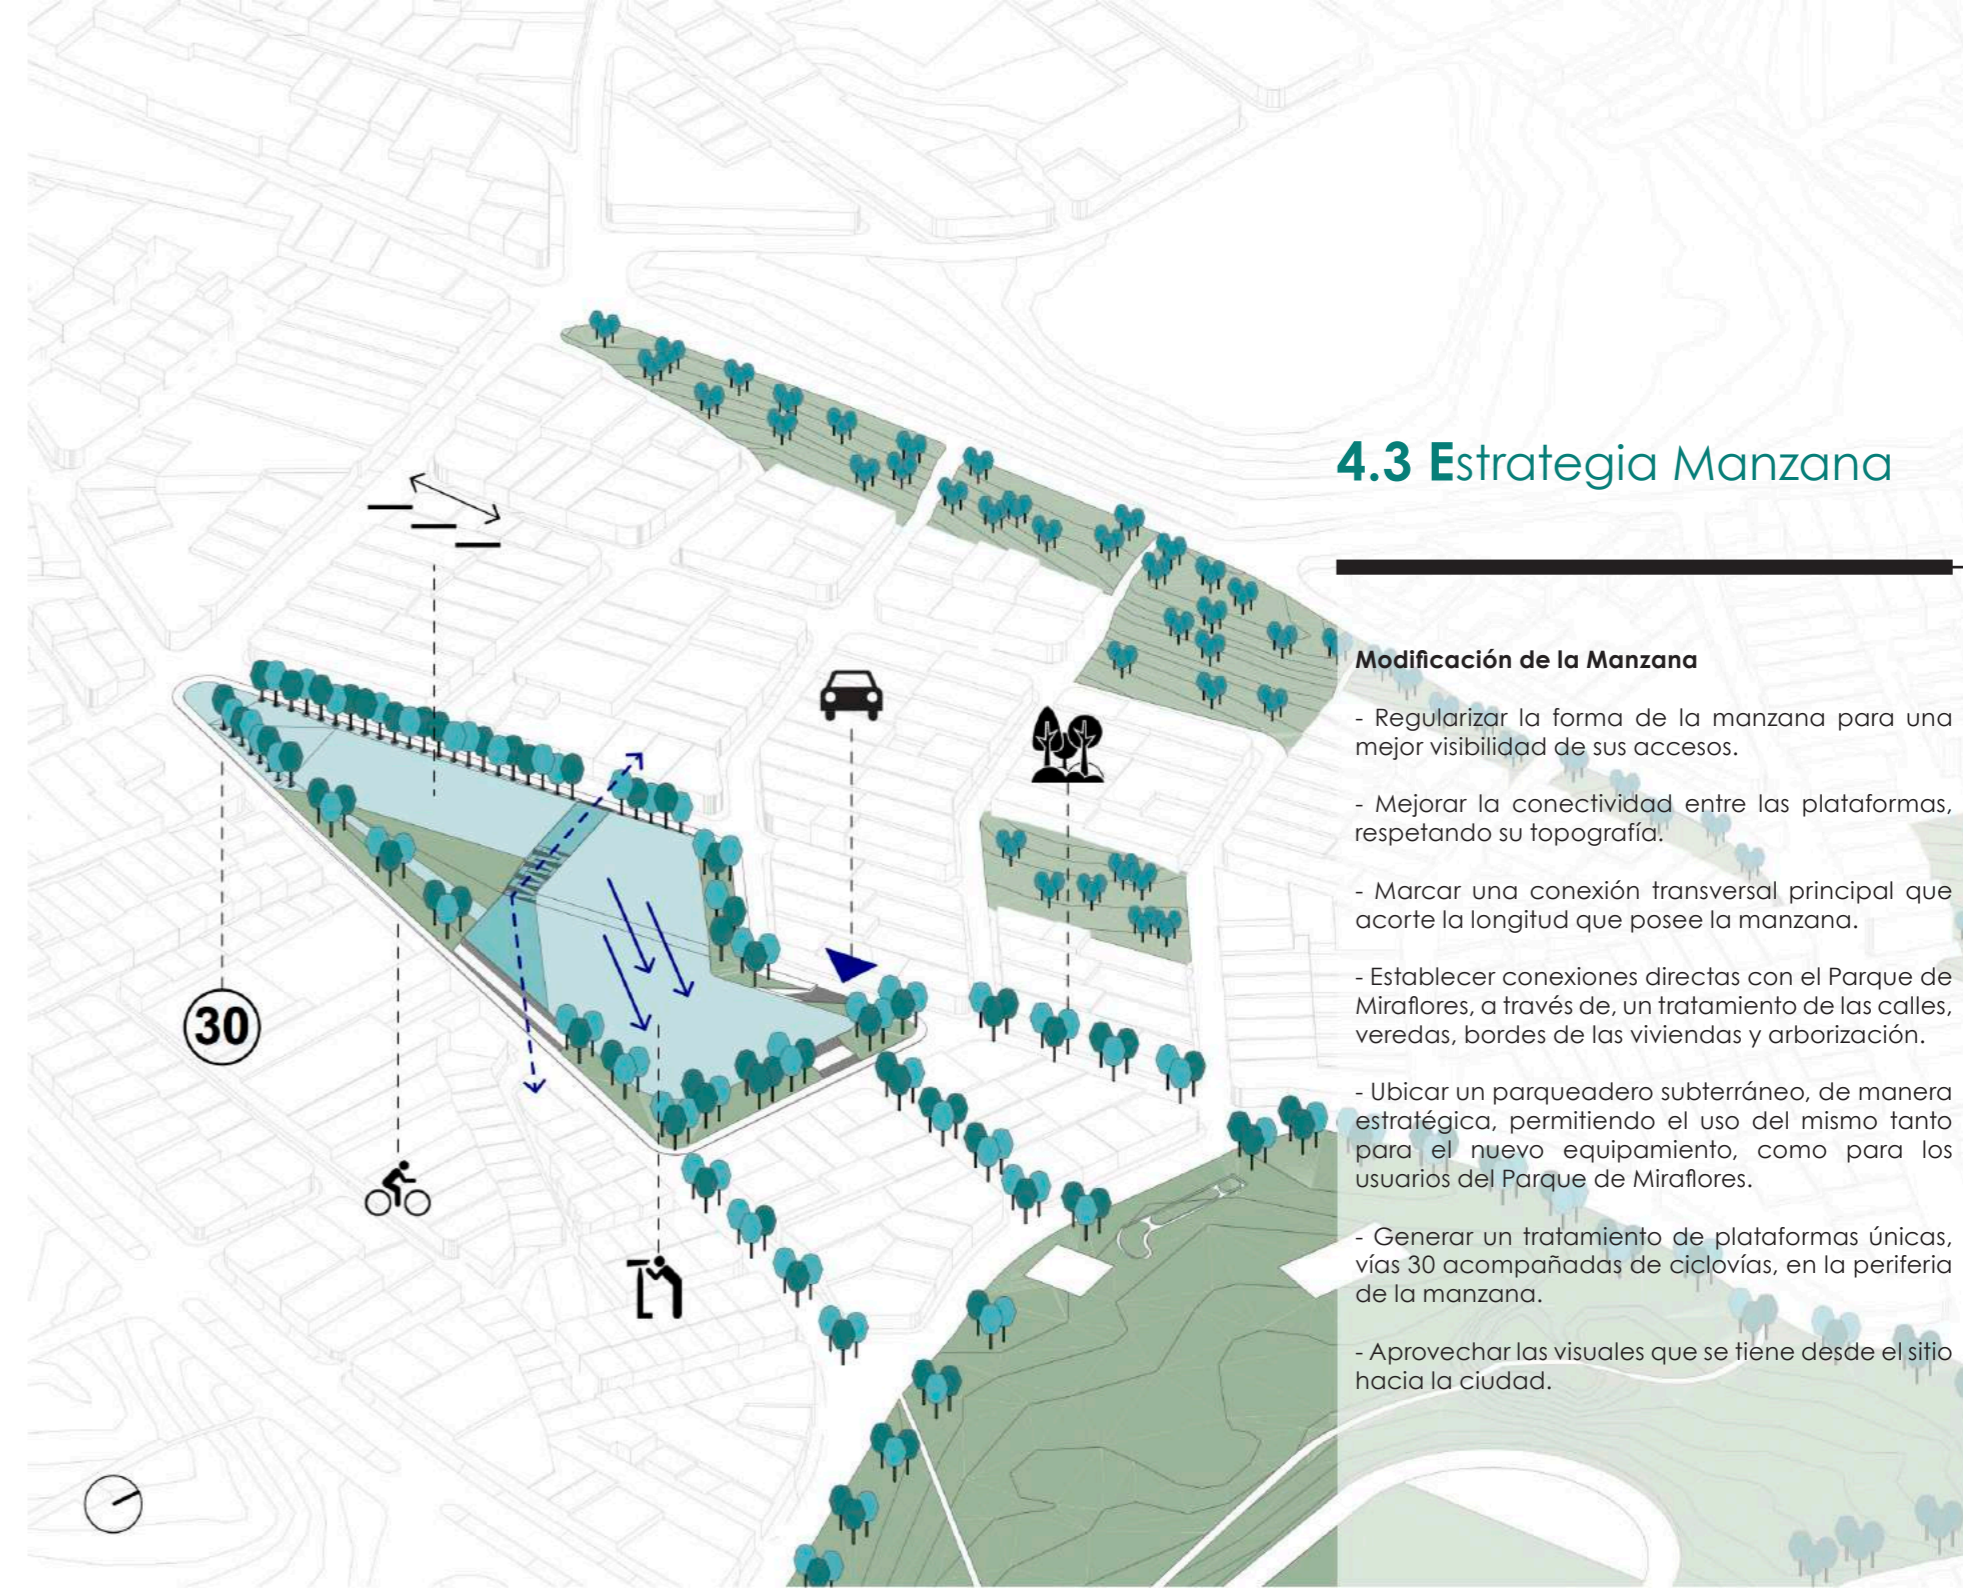 4.3 Estrategia Manzana
Modificación de la Manzana
- Regularizar la forma de la manzana para una
mejor visibilidad de sus accesos.
- Mejorar la conectividad entre las plataformas,
respetando su topografía.
- Marcar una conexión transversal principal que
acorte la longitud que posee la manzana.
- Establecer conexiones directas con el Parque de
Miraflores, a través de, un tratamiento de las calles,
veredas, bordes de las viviendas y arborización.
- Ubicar un parqueadero subterráneo, de manera
estratégica, permitiendo el uso del mismo tanto
para el nuevo equipamiento, como para los
usuarios del Parque de Miraflores.
- Generar un tratamiento de plataformas únicas,
vías 30 acompañadas de ciclovías, en la periferia
de la manzana.
- Aprovechar las visuales que se tiene desde el sitio
hacia la ciudad.
30